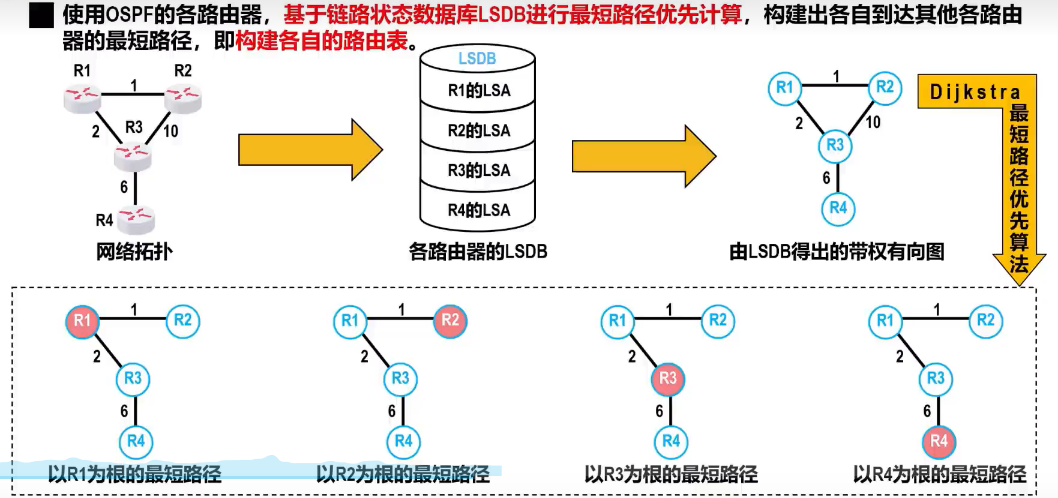 使用OSPF的各路由器，基于链路状态数据库LSDB进行最短路径优先计算，构建出各自到达其他各路由
器的最短路径，即构建各自的路由表。
R1
R2
1
2
R3
10
6
R4
网络拓扑
LSDB
R1的LSA
R2的LSA
R3的LSA
R4的LSA
各路由器的LSDB
R1
1
R2
2
10
R3
6
R4
由LSDB得出的带权有向图
Dijkstra
最短路径优先算法
R1
1
R2
2
R3
6
R4
以R1为根的最短路径
R1
1
R2
2
R3
6
R4
以R2为根的最短路径
R1
1
R2
2
R3
6
R4
以R3为根的最短路径
R1
1
R2
2
R3
6
R4
以R4为根的最短路径